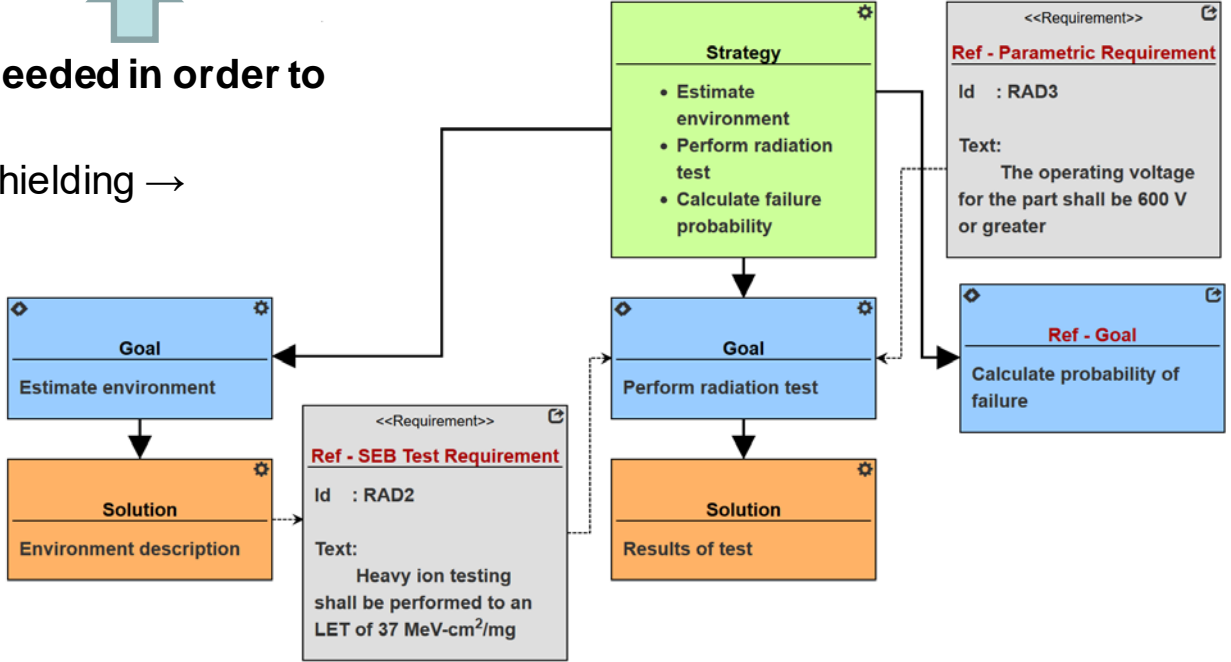 eeded in order to
hielding →
Strategy
• Estimate
environment
• Perform radiation
test
• Calculate failure
probability
<<Requirement>>
Ref - Parametric Requirement
Id : RAD3
Text:
The operating voltage
for the part shall be 600 V
or greater
Goal
Estimate environment
Goal
Perform radiation test
Ref - Goal
Calculate probability of
failure
Solution
Environment description
<<Requirement>>
Ref - SEB Test Requirement
Id : RAD2
Text:
Heavy ion testing
shall be performed to an
LET of 37 MeV-cm²/mg
Solution
Results of test